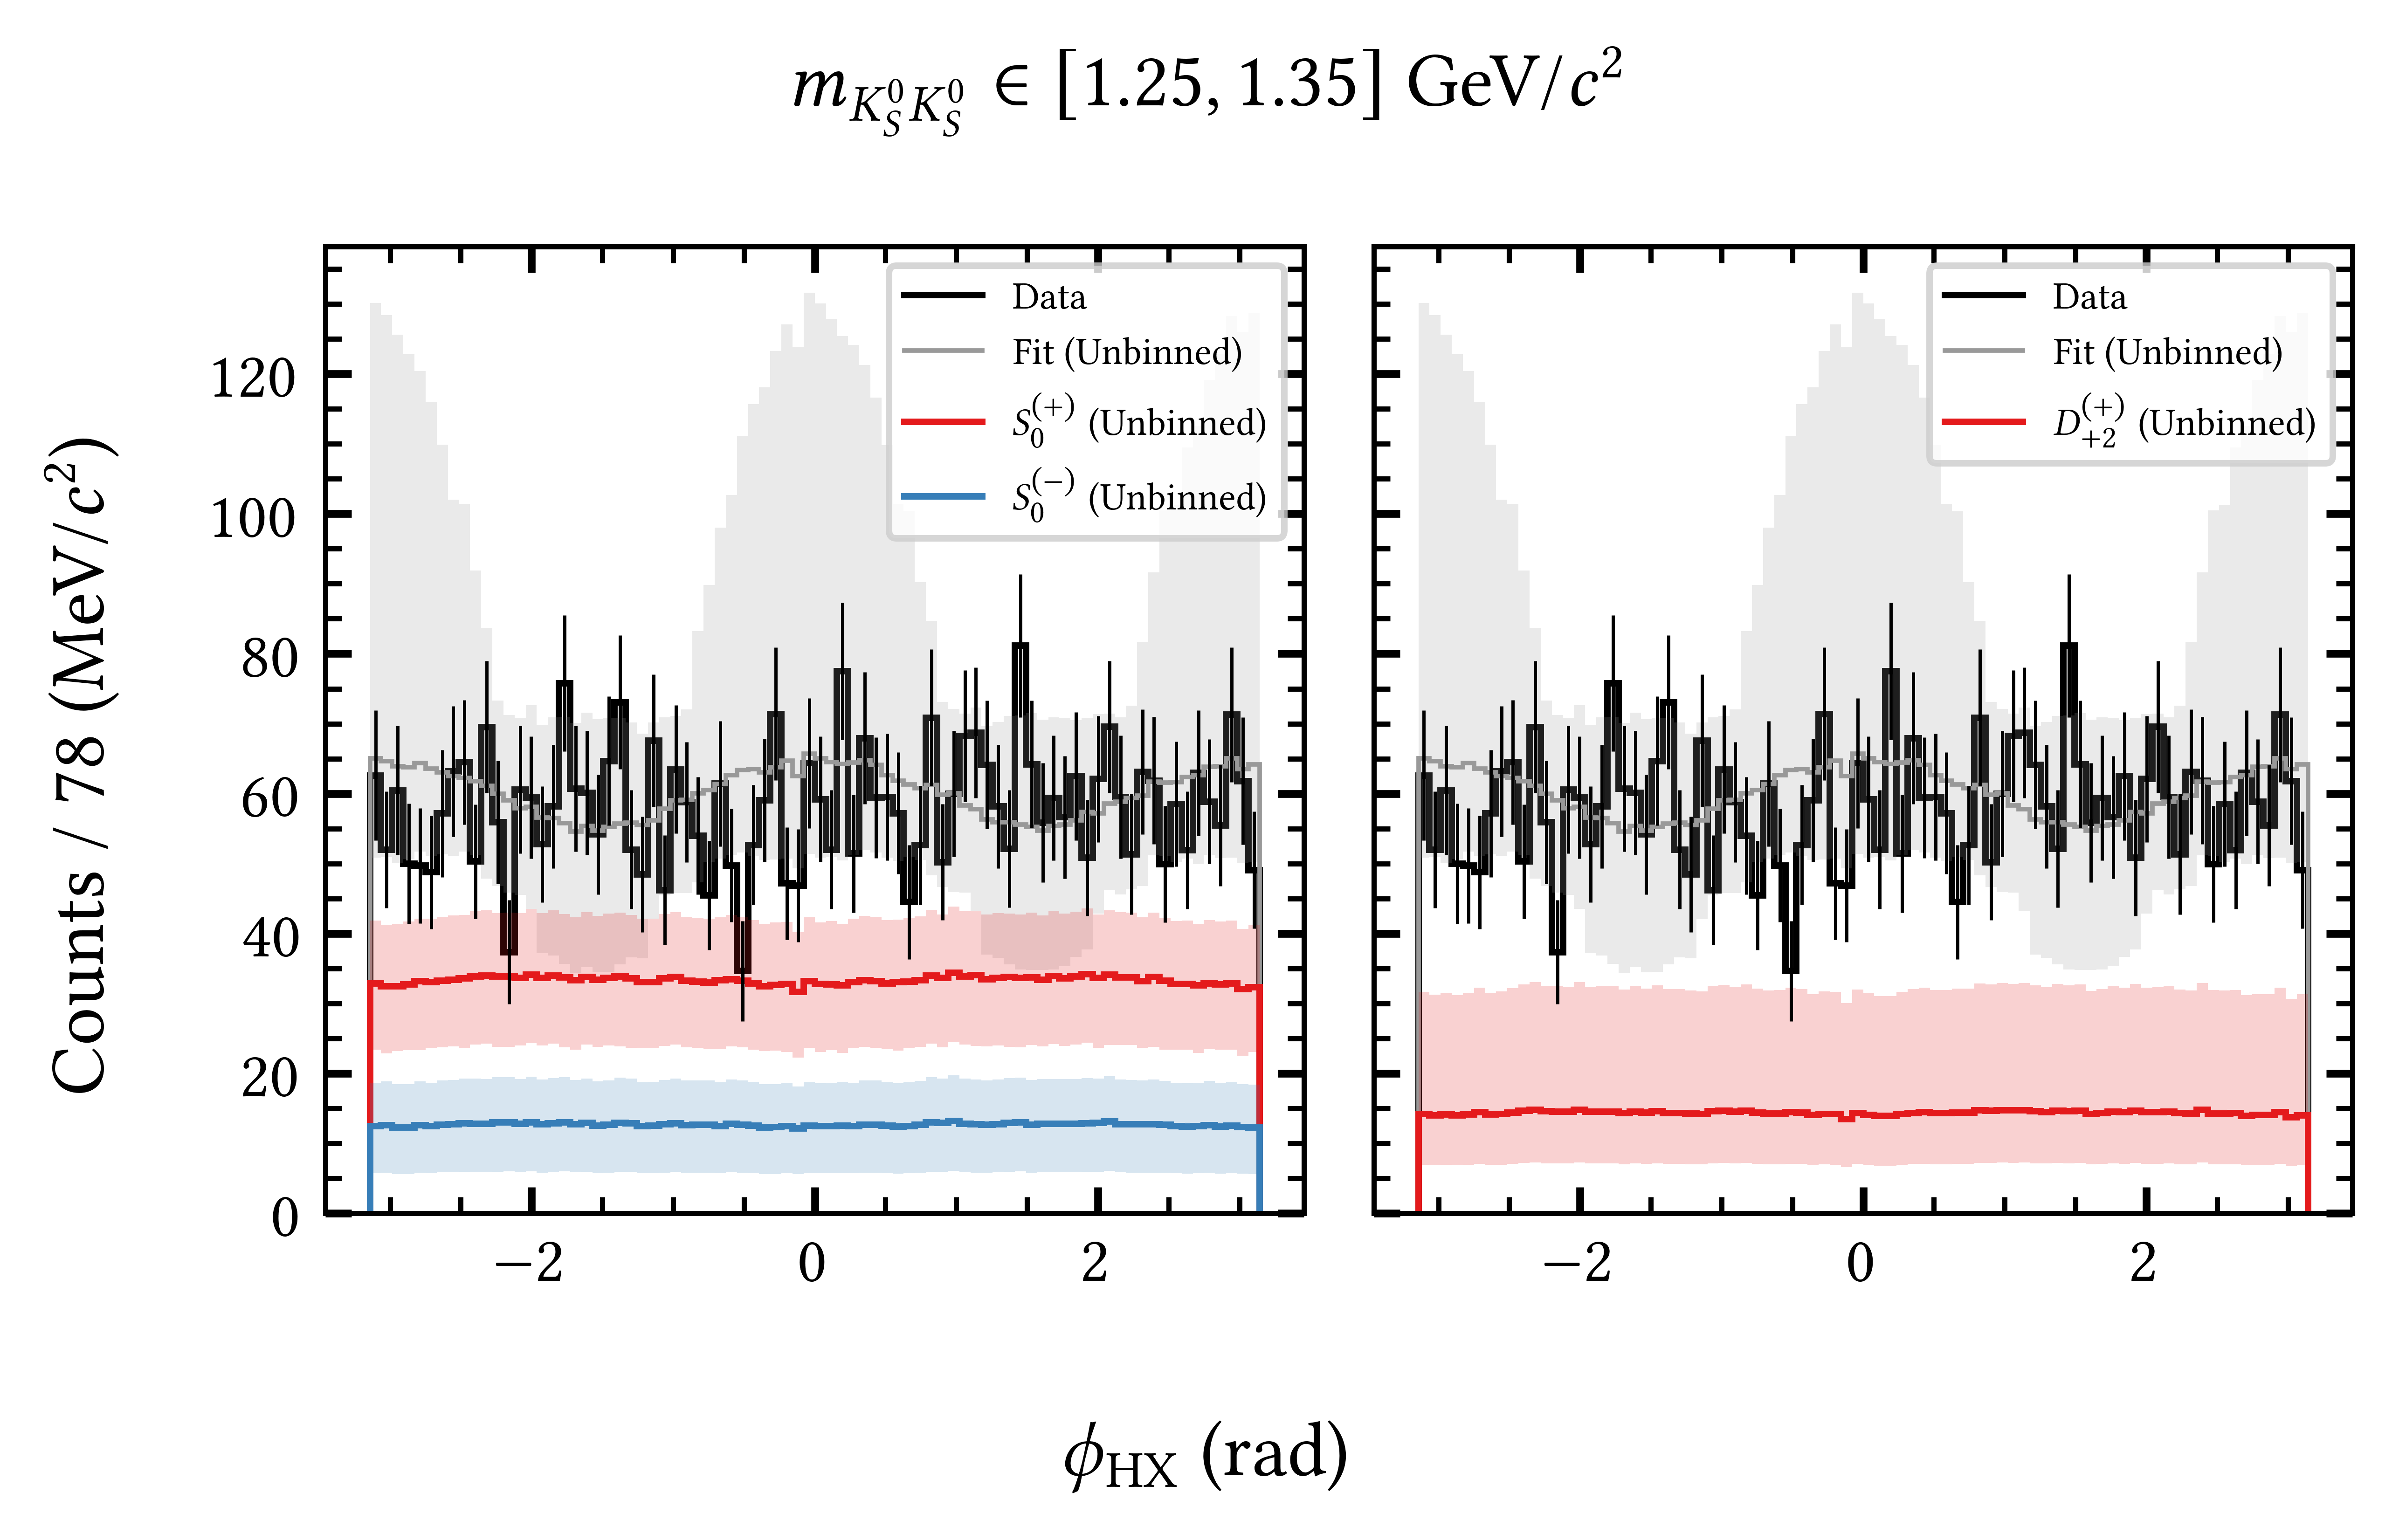 m_{K_S^0 K_S^0} ∈ [1.25, 1.35] GeV/c²
Counts / 78 (MeV/c²)
120
100
80
60
40
20
0
Data
Fit (Unbinned)
S_0^{(+)} (Unbinned)
S_0^{(−)} (Unbinned)
−2
0
2
Data
Fit (Unbinned)
D_{+2}^{(+)} (Unbinned)
−2
0
2
ϕ_{HX} (rad)